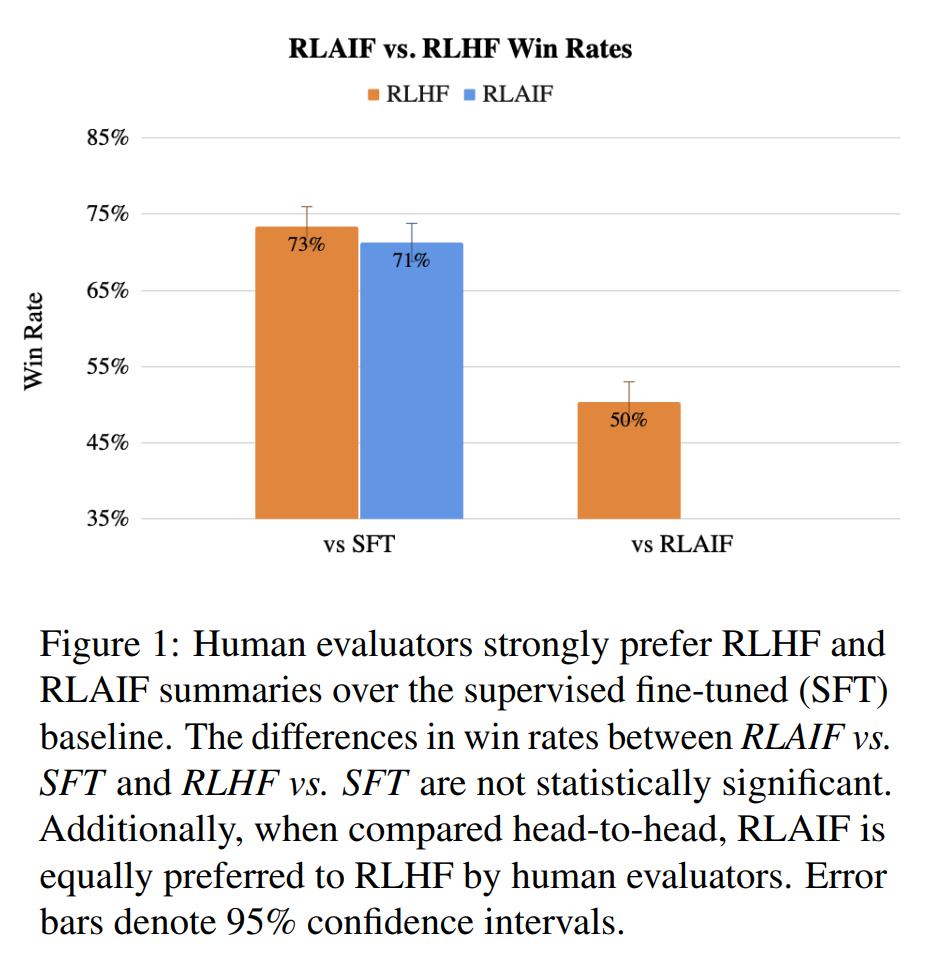 RLAIF vs. RLHF Win Rates
RLHF RLAIF
85%
75%
65%
55%
45%
35%
Win Rate
73%
71%
50%
vs SFT
vs RLAIF
Figure 1: Human evaluators strongly prefer RLHF and
RLAIF summaries over the supervised fine-tuned (SFT)
baseline. The differences in win rates between RLAIF vs.
SFT and RLHF vs. SFT are not statistically significant.
Additionally, when compared head-to-head, RLAIF is
equally preferred to RLHF by human evaluators. Error
bars denote 95% confidence intervals.